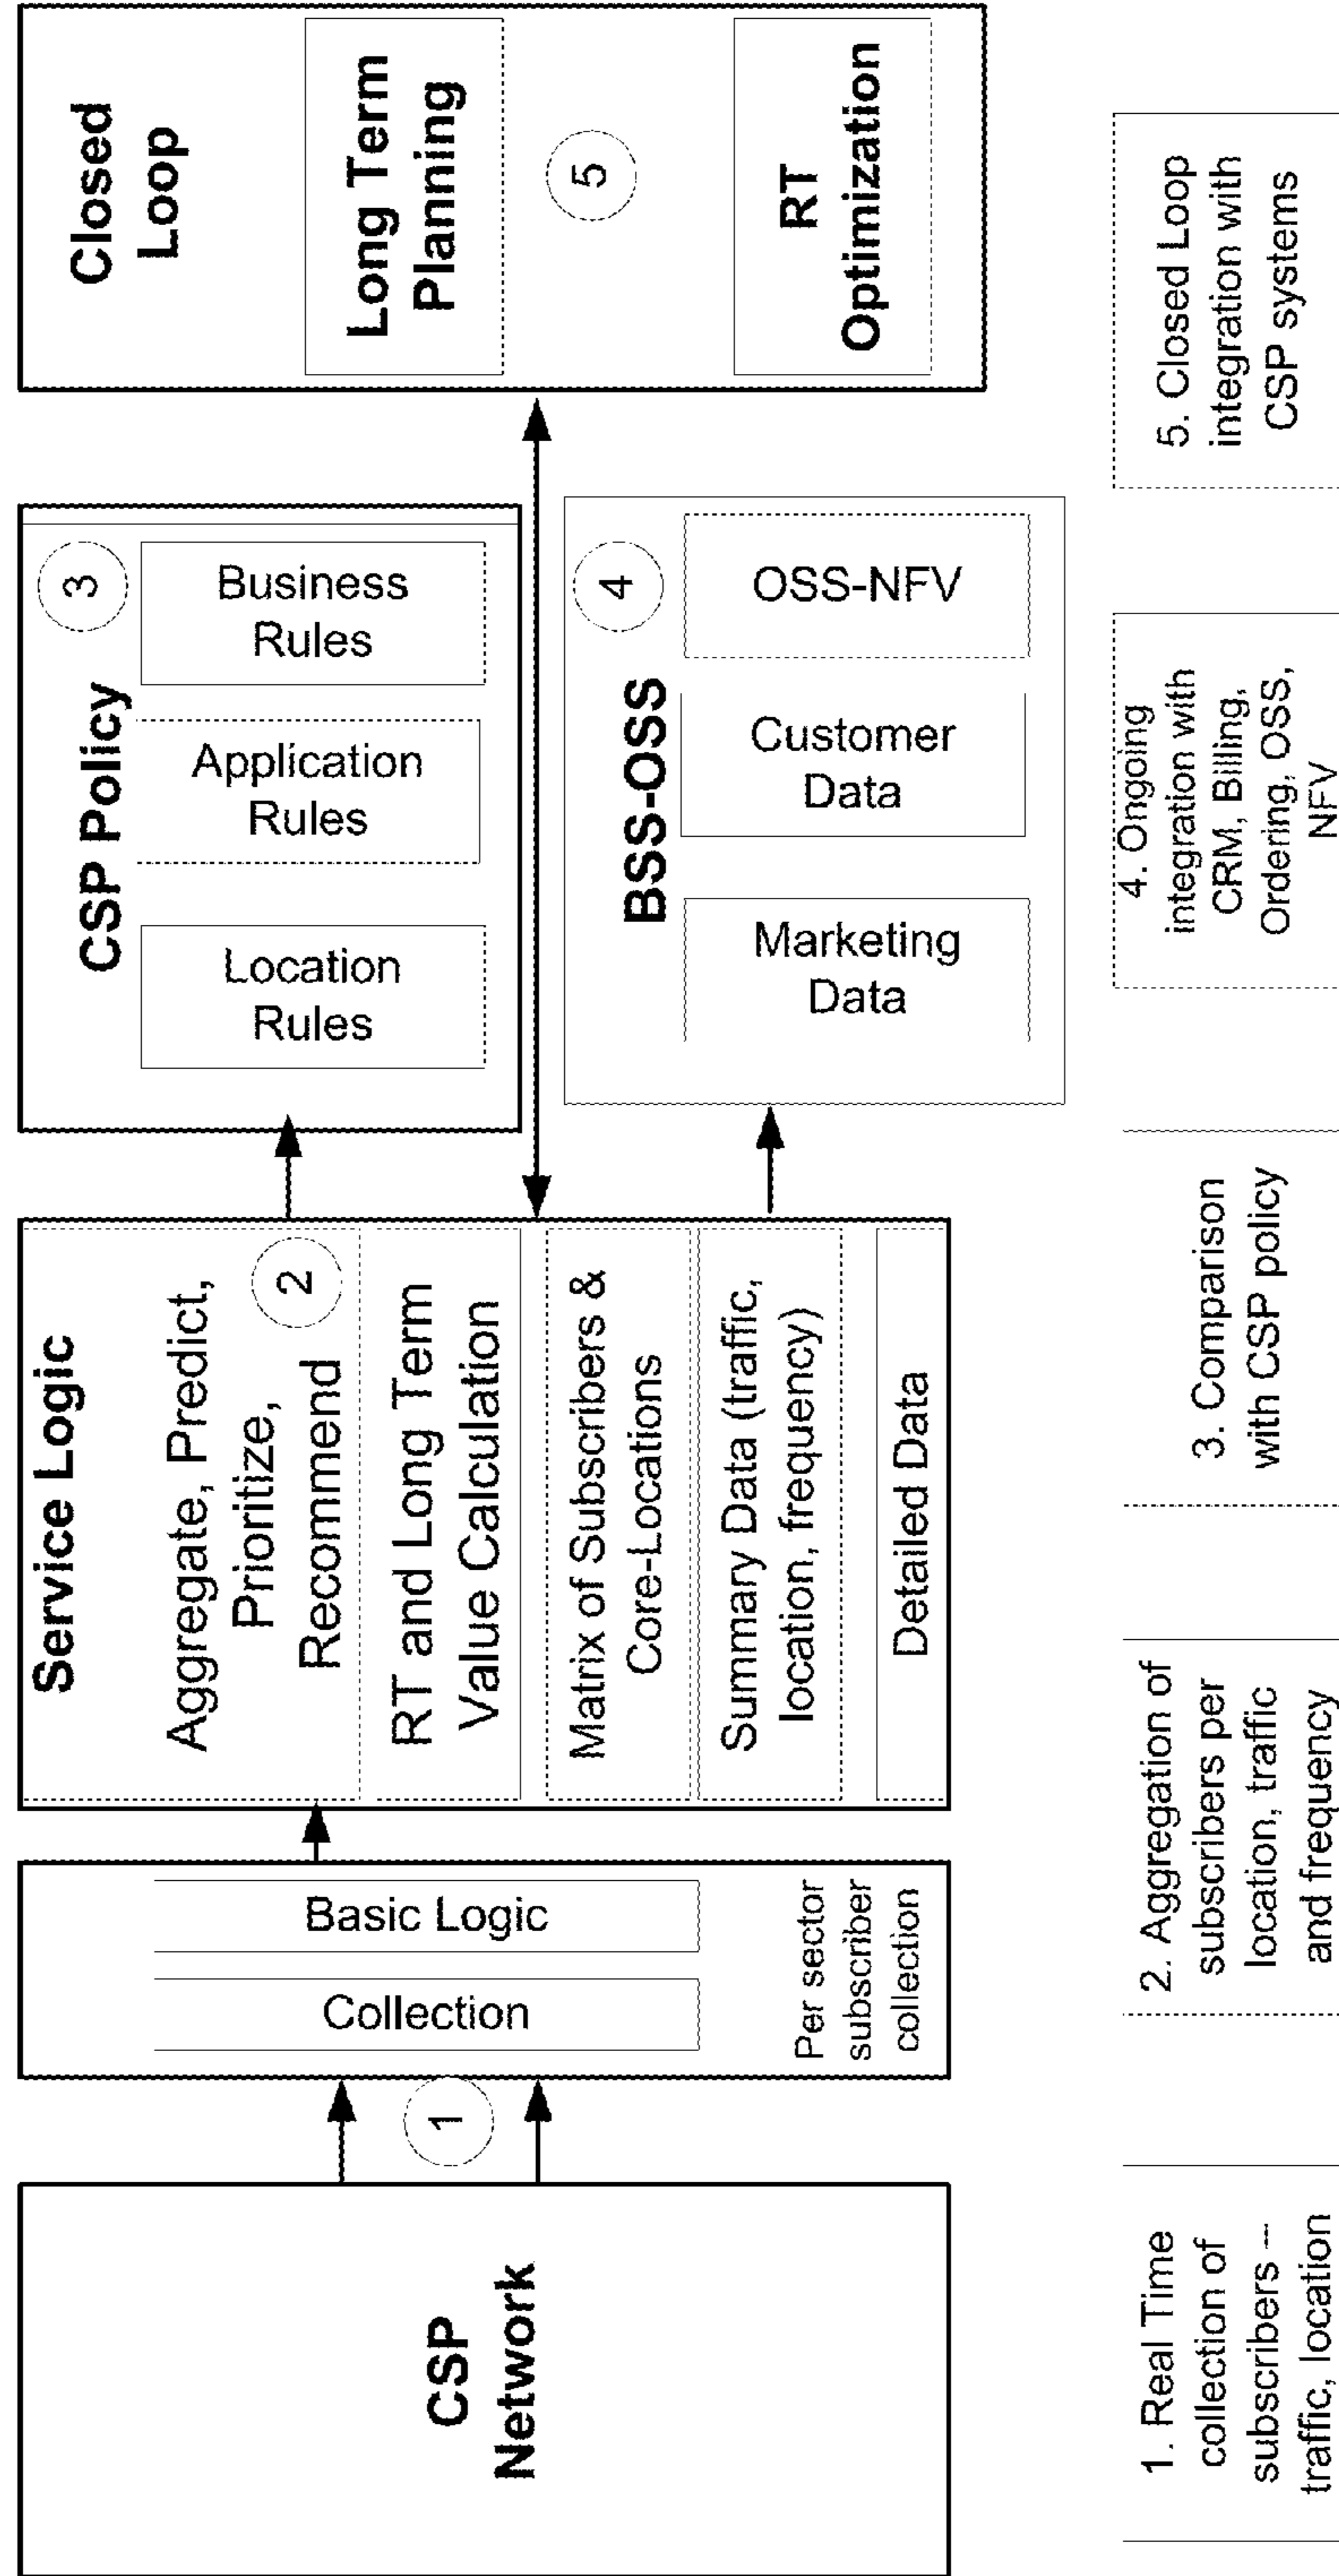 CSP
Network
1
Collection
Basic Logic
Per sector
subscriber
collection
Service Logic
Aggregate, Predict,
Prioritize,
Recommend
2
RT and Long Term
Value Calculation
Matrix of Subscribers &
Core-Locations
Summary Data (traffic,
location, frequency)
Detailed Data
CSP Policy
3
Location
Rules
Application
Rules
Business
Rules
BSS-OSS
4
Marketing
Data
Customer
Data
OSS-NFV
Closed
Loop
Long Term
Planning
5
RT
Optimization
1. Real Time
collection of
subscribers –
traffic, location
2. Aggregation of
subscribers per
location, traffic
and frequency
3. Comparison
with CSP policy
4. Ongoing
integration with
CRM, Billing,
Ordering, OSS,
NFV
5. Closed Loop
integration with
CSP systems